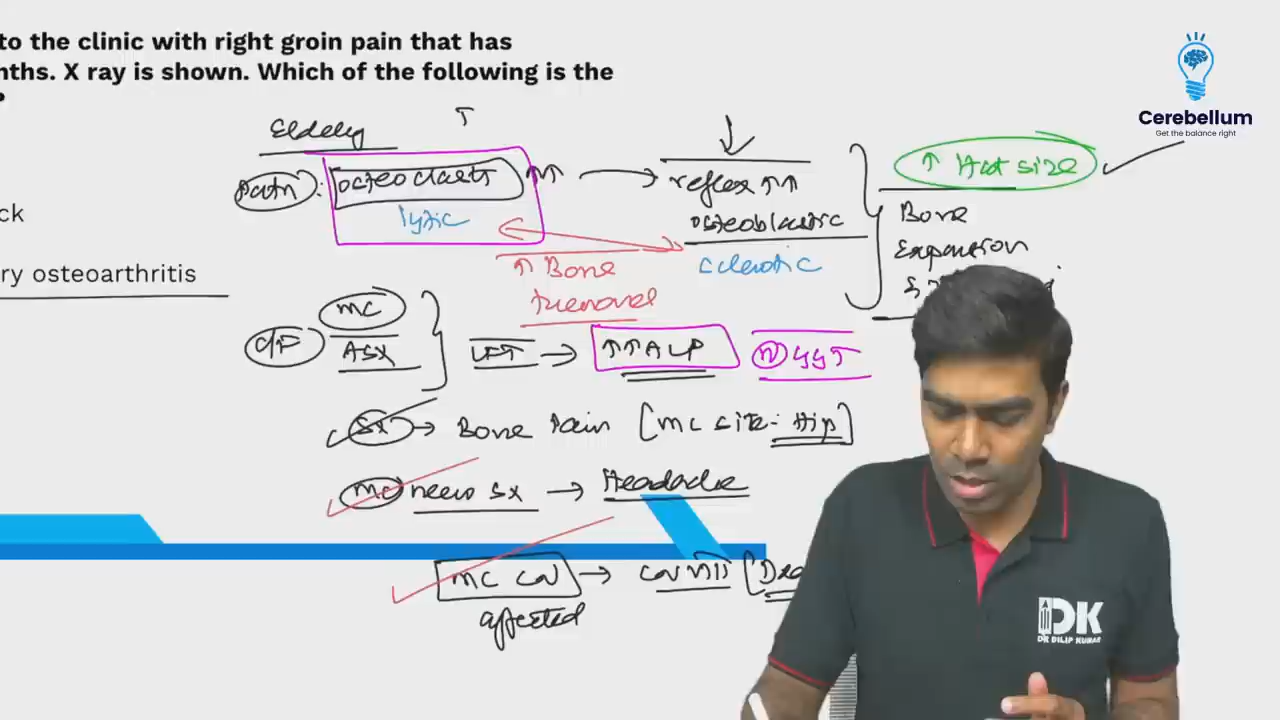 to the clinic with right groin pain that has
nths. X ray is shown. Which of the following is the
?
ck
ry osteoarthritis
Elderly
↑
Path : osteoclasts ↑↑ → reflex ↑↑
osteoblastic
lytic
sclerotic
↑ Bone
turnover
↑ Hat size
Bone
Expansion
&
C/F MC
ASX
LFT → ↑↑ ALP (N) GGT
SX → Bone Pain [MC site:- Hip]
MC neuro SX → Headache
MC CN → CN VIII [Dea
affected
Cerebellum
Get the balance right
DK
DR DILIP KUMAR